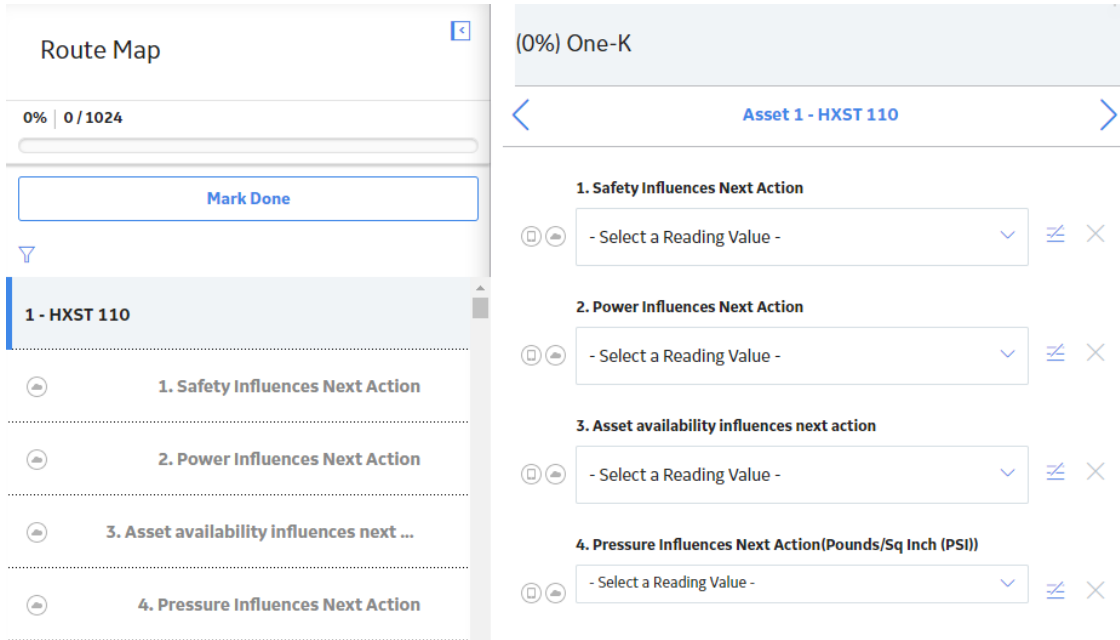 Route Map
0% | 0 / 1024
Mark Done
1 - HXST 110
1. Safety Influences Next Action
2. Power Influences Next Action
3. Asset availability influences next ...
4. Pressure Influences Next Action
(0%) One-K
Asset 1 - HXST 110
1. Safety Influences Next Action
- Select a Reading Value -
2. Power Influences Next Action
- Select a Reading Value -
3. Asset availability influences next action
- Select a Reading Value -
4. Pressure Influences Next Action(Pounds/Sq Inch (PSI))
- Select a Reading Value -